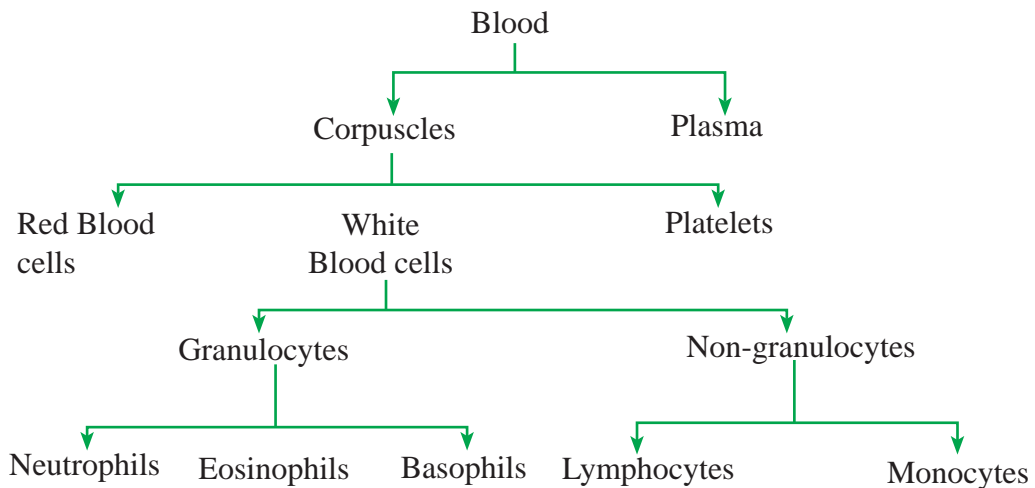 Blood
Corpuscles
Plasma
Red Blood
cells
White
Blood cells
Platelets
Granulocytes
Non-granulocytes
Neutrophils
Eosinophils
Basophils
Lymphocytes
Monocytes